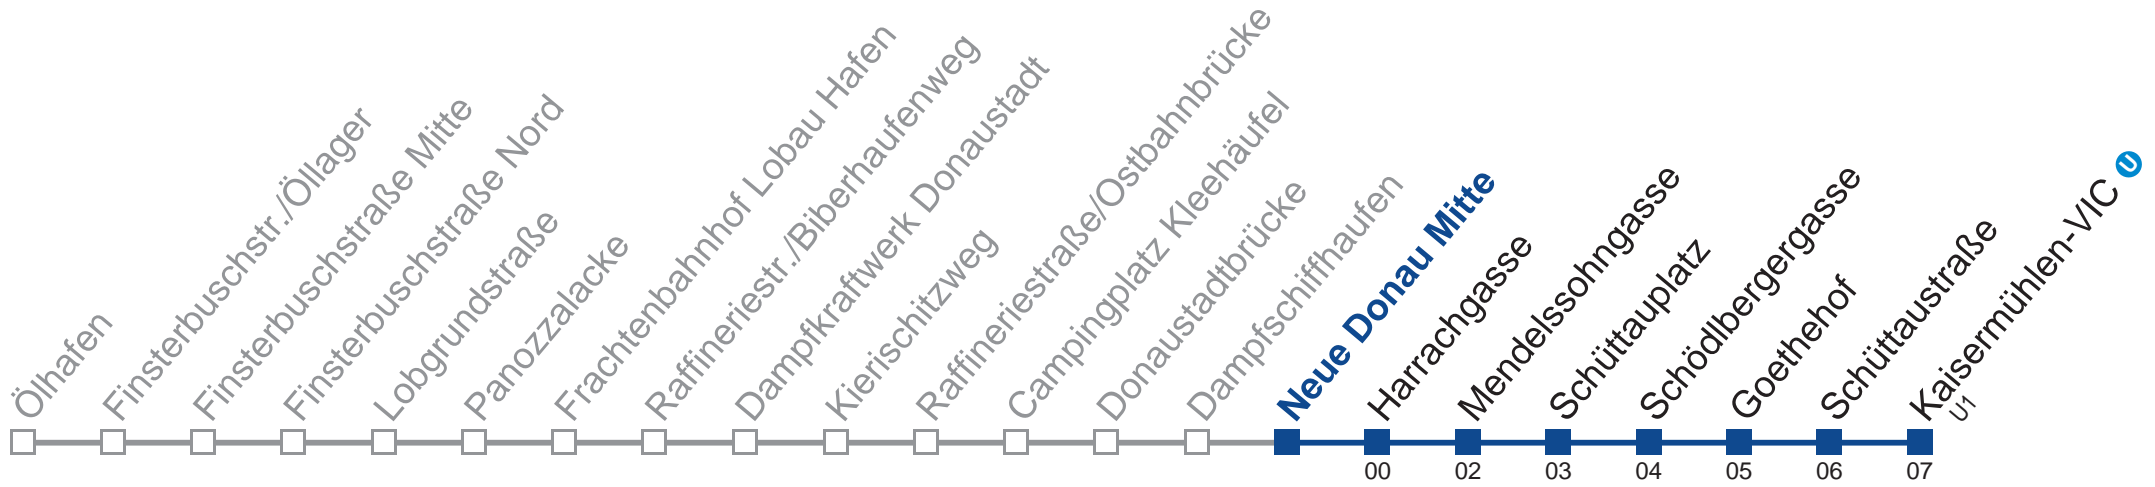 Ölhafen
Finsterbuschstr./Öllager
Finsterbuschstraße Mitte
Finsterbuschstraße Nord
Lobgrundstraße
Panozzalacke
Frachtenbahnhof Lobau Hafen
Raffineriestr./Biberhaufenweg
Dampfkraftwerk Donaustadt
Kierischitzweg
Raffineriestraße/Ostbahnbrücke
Campingplatz Kleehäufel
Donaustadtbrücke
Dampfschiffhaufen
Neue Donau Mitte
Harrachgasse
Mendelssohngasse
Schüttauplatz
Schödlbergergasse
Goethehof
Schüttaustraße
Kaisermühlen-VIC U
U1
00 02 03 04 05 06 07